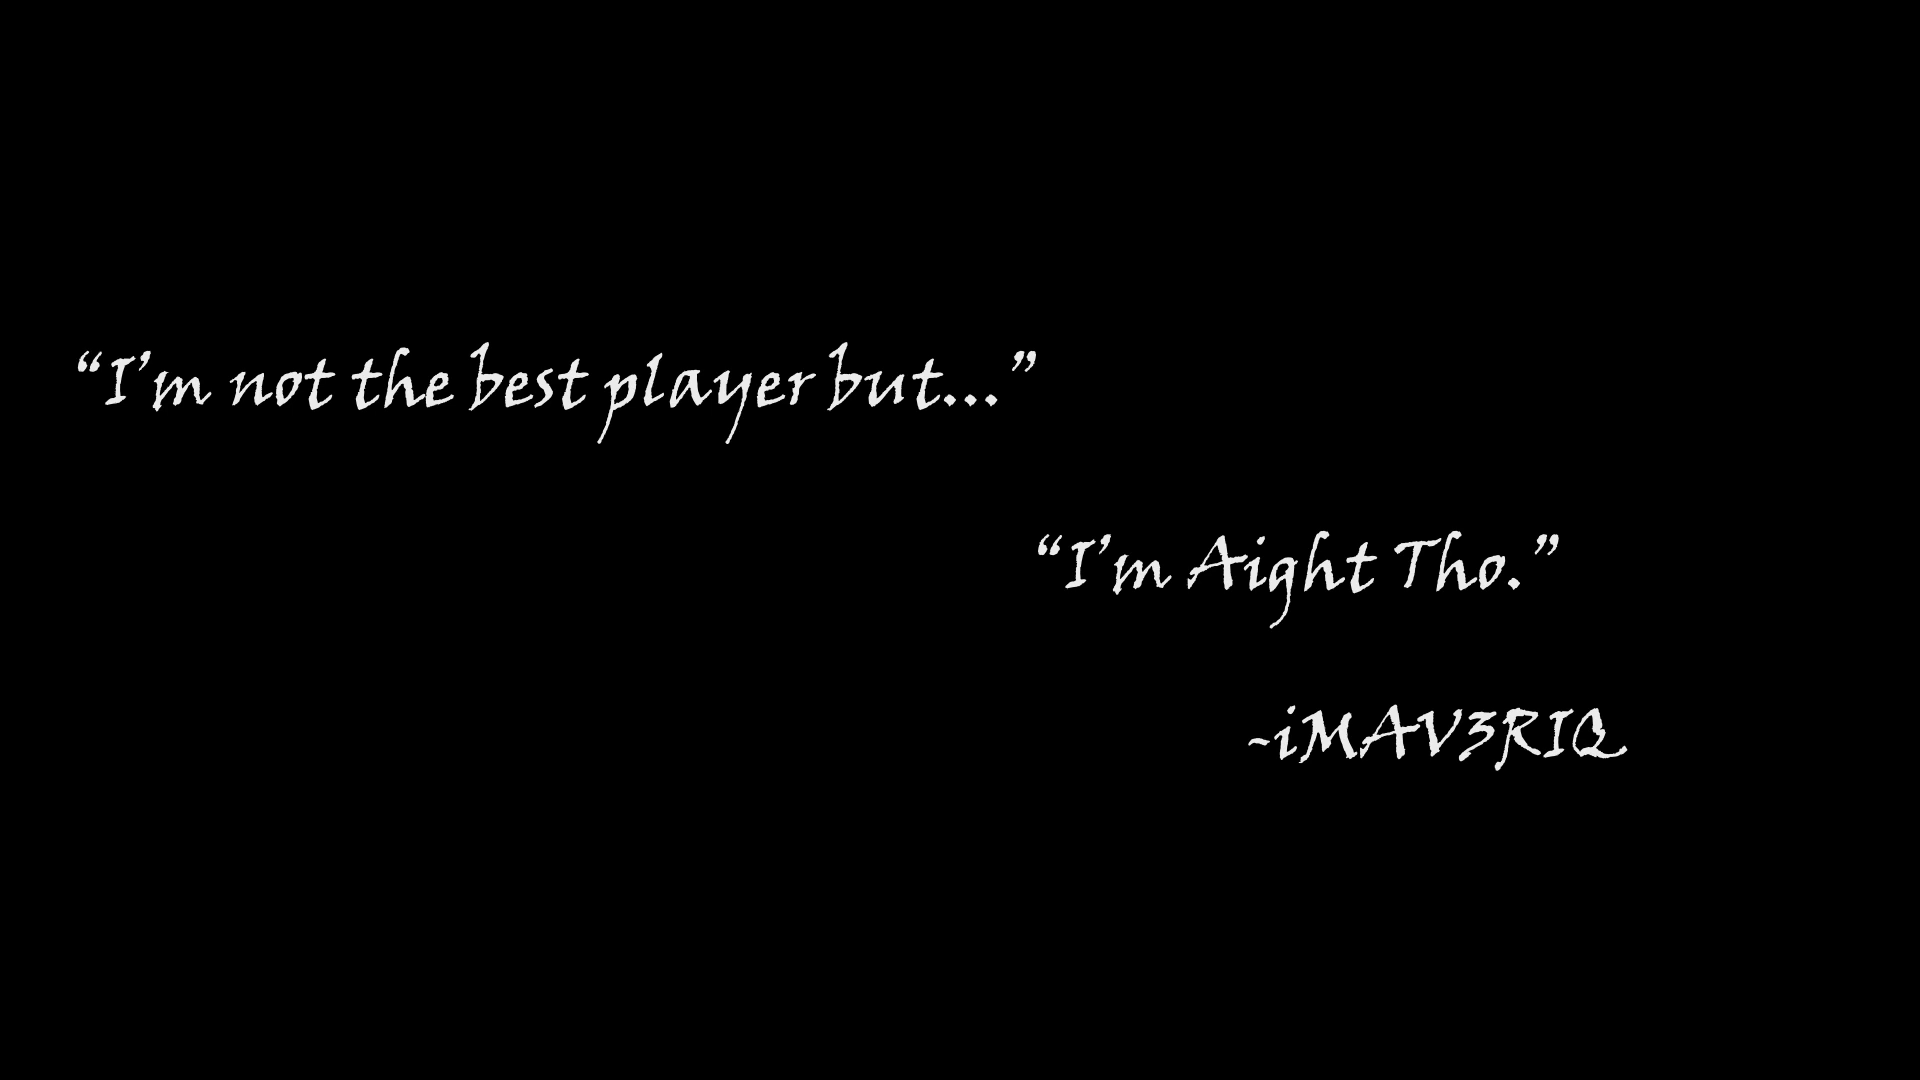 “I’m not the best player but...”
“I’m Aight Tho.”
-iMAV3RIQ